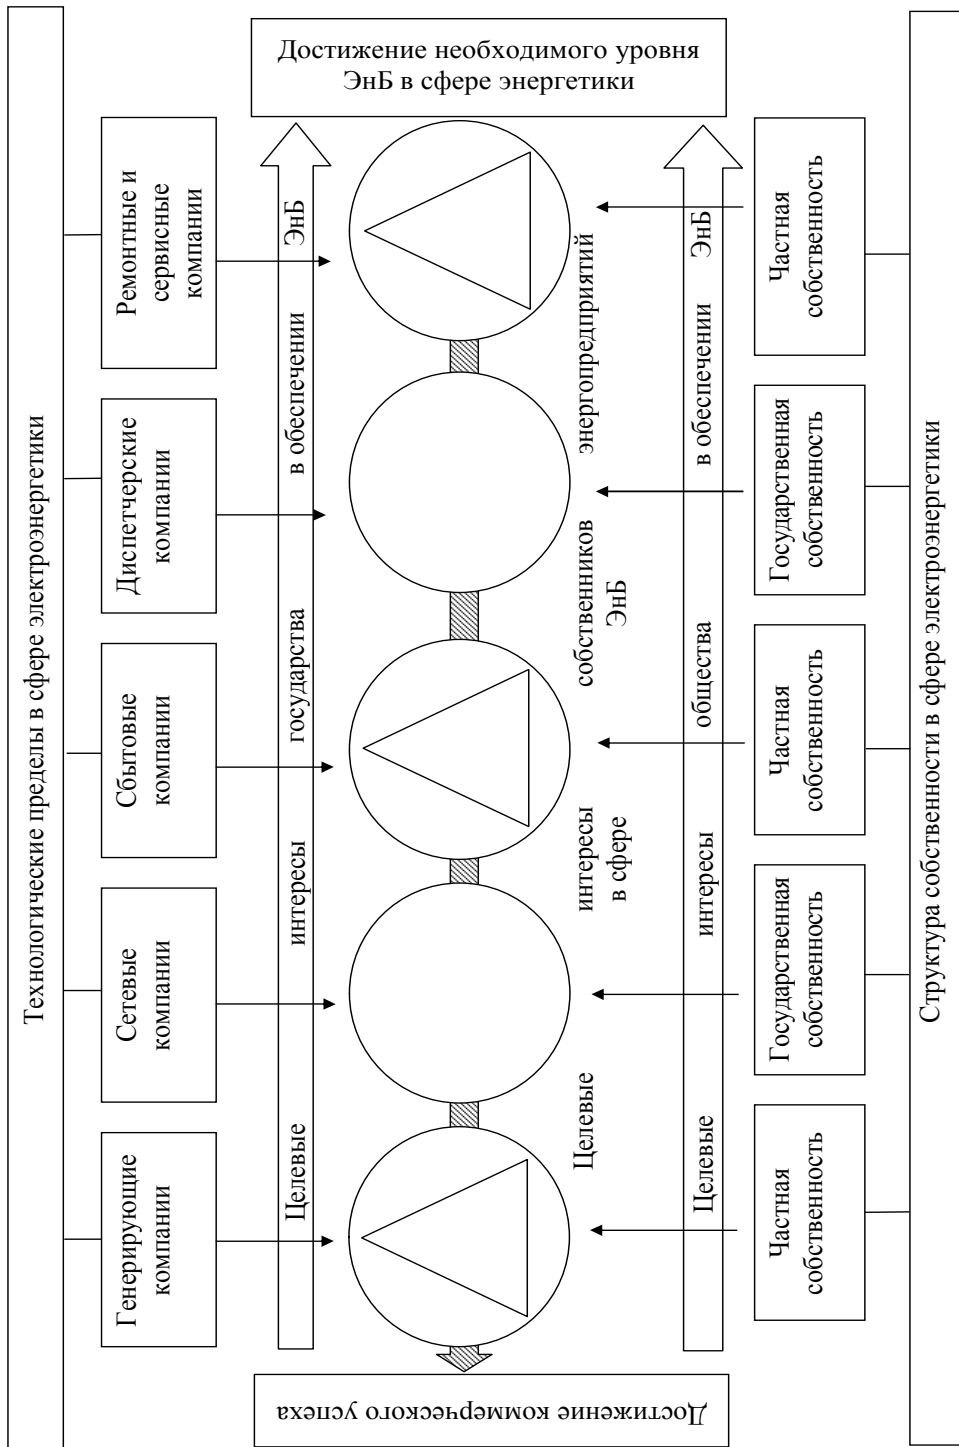 Достижение необходимого уровня
ЭнБ в сфере энергетики
Технологические пределы в сфере электроэнергетики
Генерирующие
компании
Сетевые
компании
Сбытовые
компании
Диспетчерские
компании
Ремонтные и
сервисные
компании
Целевые интересы государства в обеспечении ЭнБ
Целевые интересы собственников энергопредприятий
в сфере ЭнБ
Целевые интересы общества в обеспечении ЭнБ
Частная
собственность
Государственная
собственность
Частная
собственность
Государственная
собственность
Частная
собственность
Структура собственности в сфере электроэнергетики
Достижение коммерческого успеха